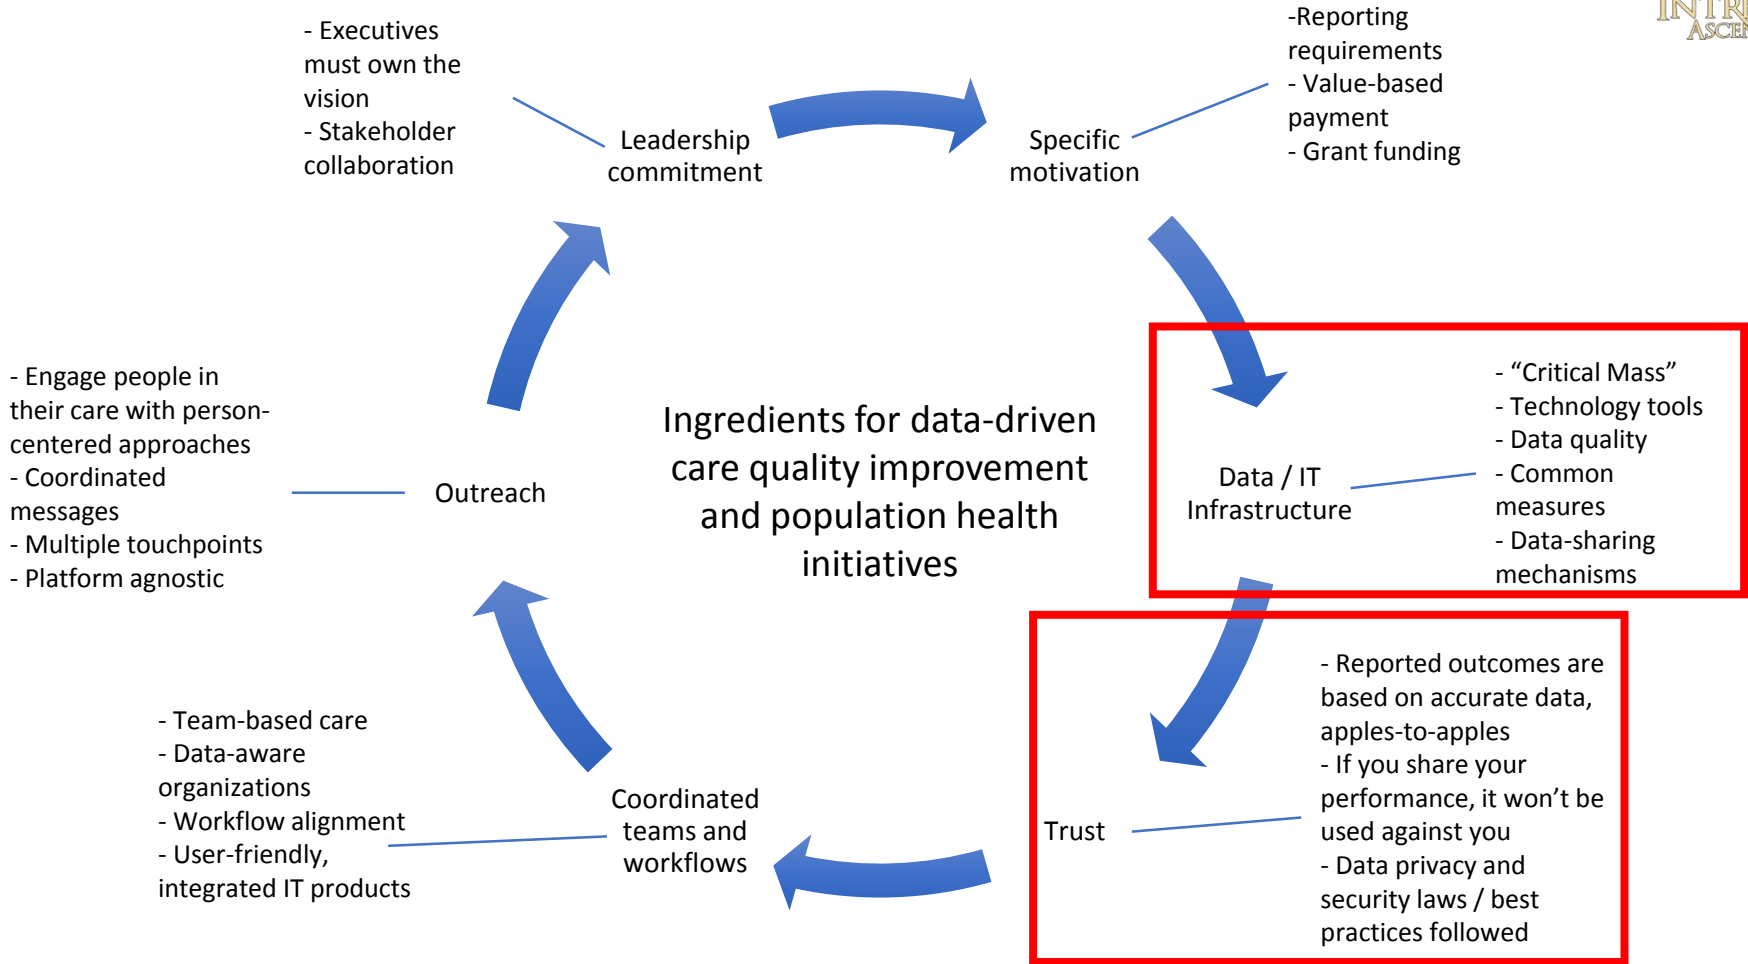 - Executives
must own the
vision
- Stakeholder
collaboration
Leadership
commitment
-Reporting
requirements
- Value-based
payment
- Grant funding
Specific
motivation
- “Critical Mass”
- Technology tools
- Data quality
- Common
measures
- Data-sharing
mechanisms
Data / IT
Infrastructure
- Reported outcomes are
based on accurate data,
apples-to-apples
- If you share your
performance, it won’t be
used against you
- Data privacy and
security laws / best
practices followed
Trust
Coordinated
teams and
workflows
- Team-based care
- Data-aware
organizations
- Workflow alignment
- User-friendly,
integrated IT products
Outreach
- Engage people in
their care with person-
centered approaches
- Coordinated
messages
- Multiple touchpoints
- Platform agnostic
Ingredients for data-driven
care quality improvement
and population health
initiatives